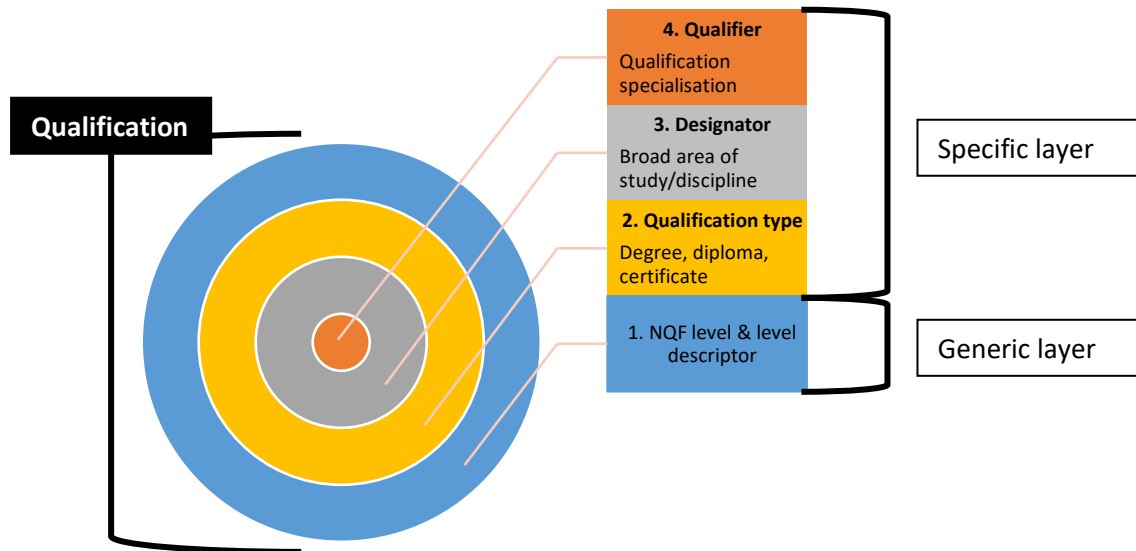 Qualification
4. Qualifier
Qualification
specialisation
3. Designator
Broad area of
study/discipline
2. Qualification type
Degree, diploma,
certificate
1. NQF level & level
descriptor
Specific layer
Generic layer